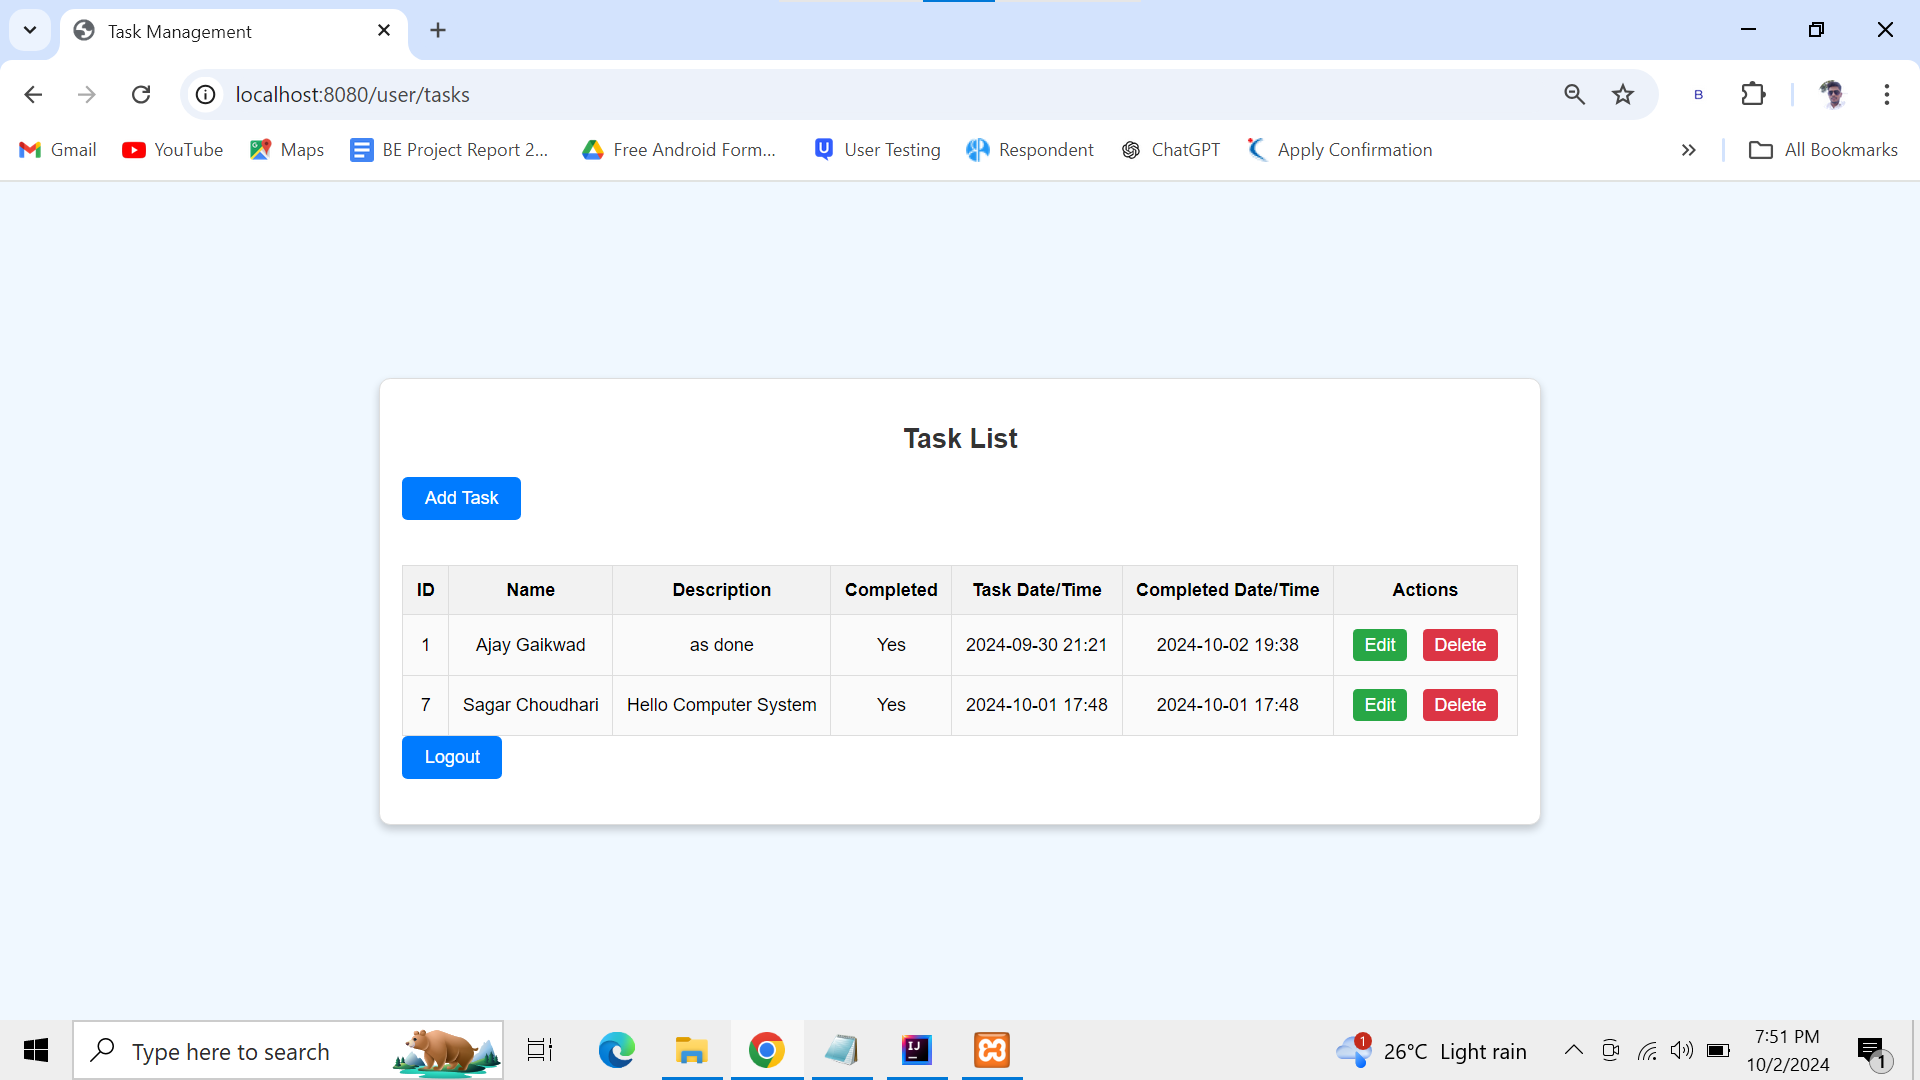 Task Management
localhost:8080/user/tasks
B
Gmail YouTube Maps BE Project Report 2... Free Android Form... User Testing Respondent ChatGPT Apply Confirmation All Bookmarks
Task List
Add Task
ID Name Description Completed Task Date/Time Completed Date/Time Actions
1 Ajay Gaikwad as done Yes 2024-09-30 21:21 2024-10-02 19:38 Edit Delete
7 Sagar Choudhari Hello Computer System Yes 2024-10-01 17:48 2024-10-01 17:48 Edit Delete
Logout
Type here to search
IJ
1
26°C Light rain
7:51 PM
10/2/2024
1